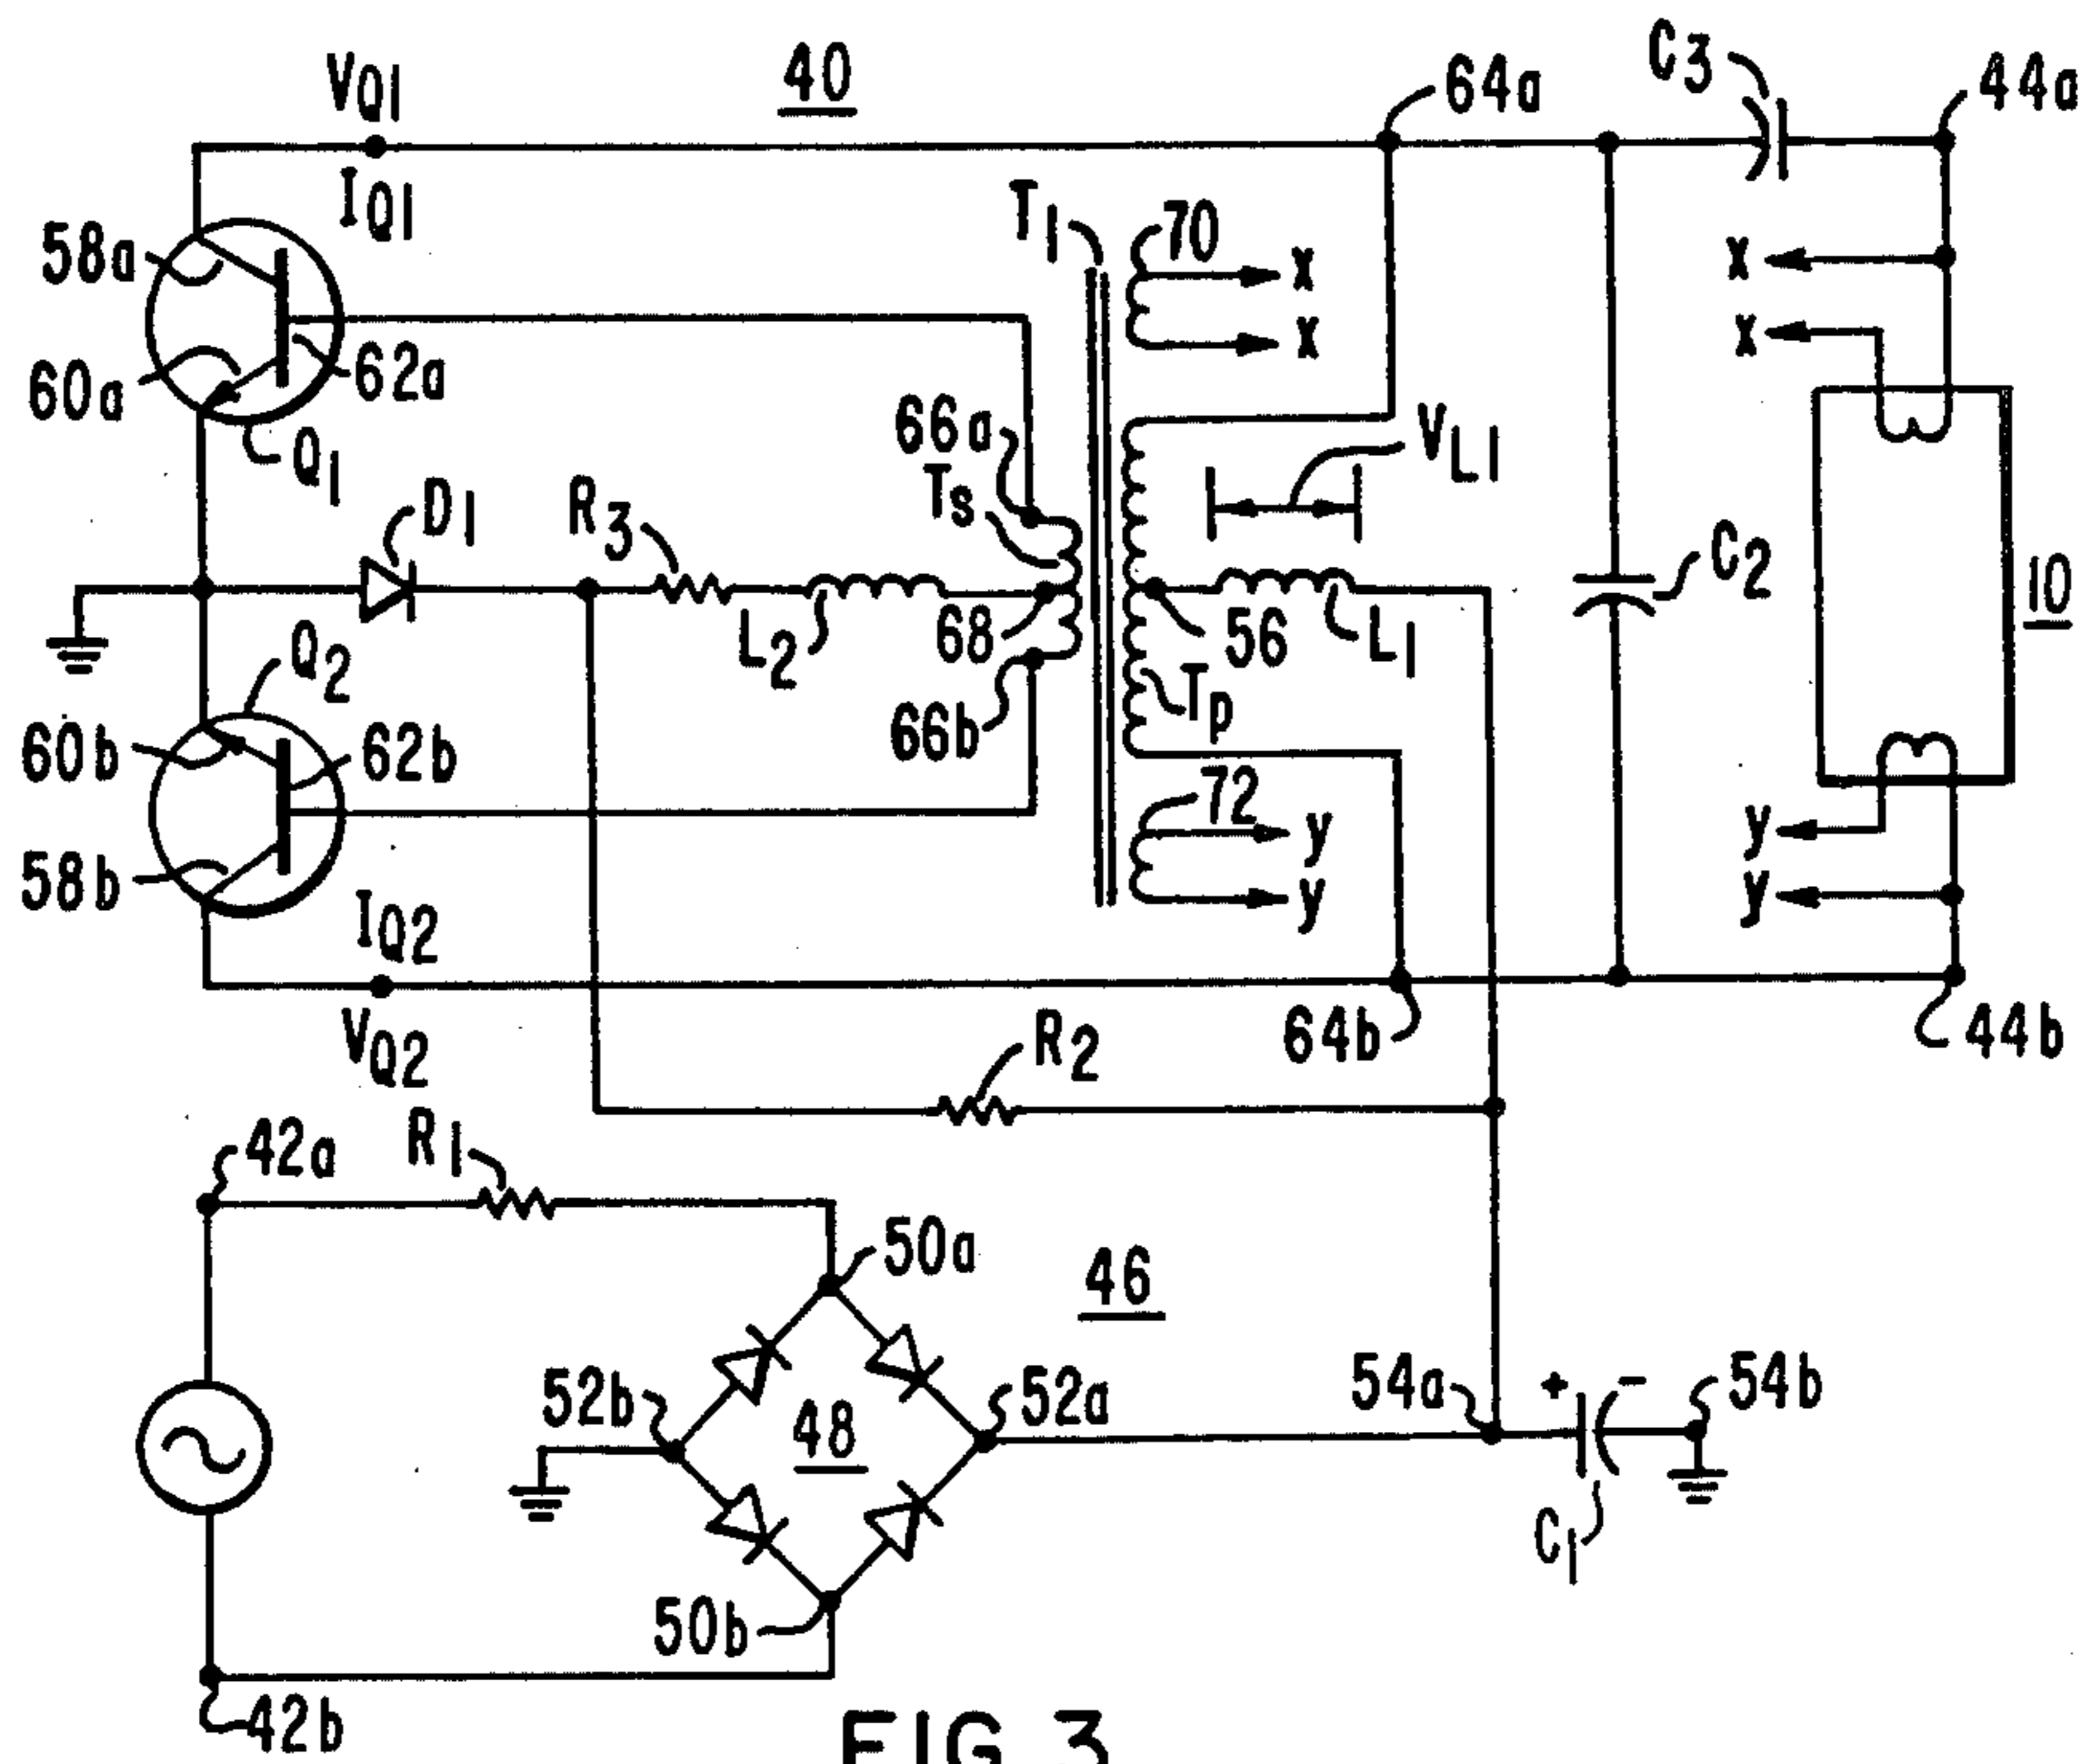 VQ1
40
64a
C3
44a
IQ1
T1
70
x
x
x
x
58a
60a
62a
Q1
66a
Ts
VL1
D1
R3
C2
10
L2
68
56
L1
Q2
60b
62b
66b
Tp
72
y
y
y
y
58b
IQ2
VQ2
64b
44b
R2
42a
R1
50a
46
52b
48
52a
54a
+
-
54b
C1
50b
42b
FIG. 3